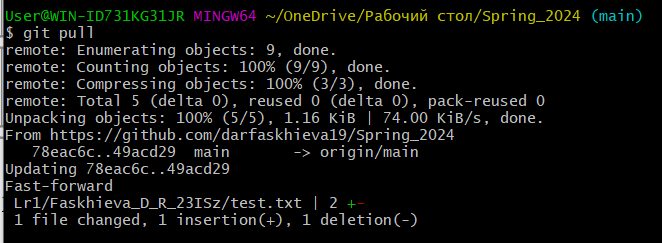 User@WIN-ID731KG31JR MINGW64 ~/OneDrive/Рабочий стол/Spring_2024 (main)
$ git pull
remote: Enumerating objects: 9, done.
remote: Counting objects: 100% (9/9), done.
remote: Compressing objects: 100% (3/3), done.
remote: Total 5 (delta 0), reused 0 (delta 0), pack-reused 0
Unpacking objects: 100% (5/5), 1.16 KiB | 74.00 KiB/s, done.
From https://github.com/darfaskhieva19/Spring_2024
   78eac6c..49acd29  main       -> origin/main
Updating 78eac6c..49acd29
Fast-forward
 Lr1/Faskhieva_D_R_23ISz/test.txt | 2 +-
 1 file changed, 1 insertion(+), 1 deletion(-)